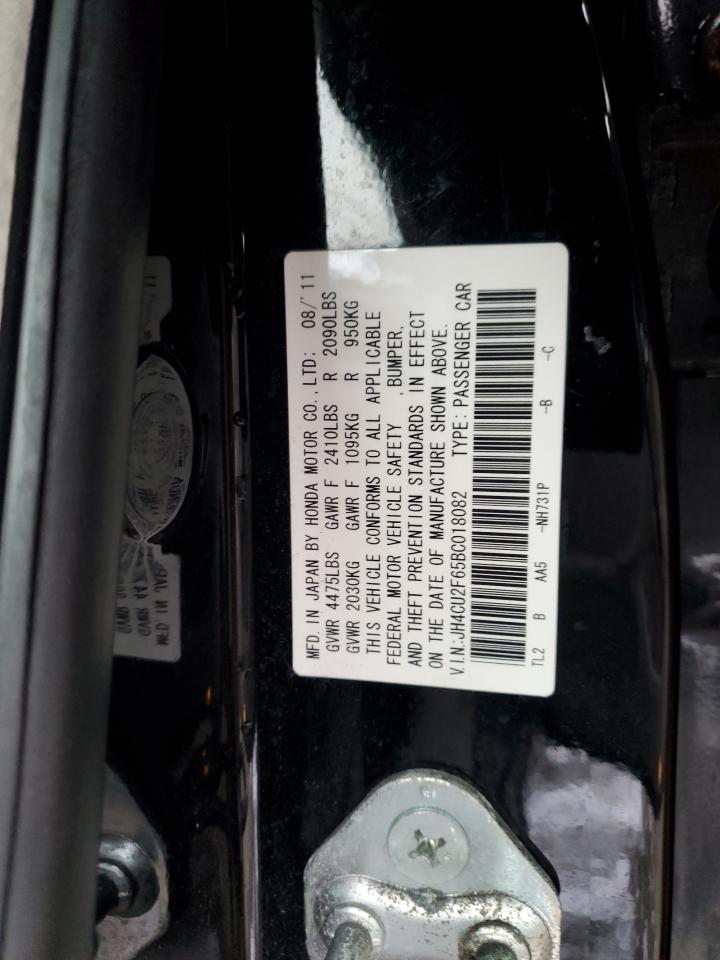 MFD. IN JAPAN BY HONDA MOTOR CO., LTD; 08/'11
GVWR 4475LBS GAWR F 2410LBS R 2090LBS
GVWR 2030KG GAWR F 1095KG R 950KG
THIS VEHICLE CONFORMS TO ALL APPLICABLE
FEDERAL MOTOR VEHICLE SAFETY , BUMPER,
AND THEFT PREVENTION STANDARDS IN EFFECT
ON THE DATE OF MANUFACTURE SHOWN ABOVE.
V.I.N.:JH4CU2F65BC018082 TYPE: PASSENGER CAR
TL2 B AA5 -NH731P -B -C